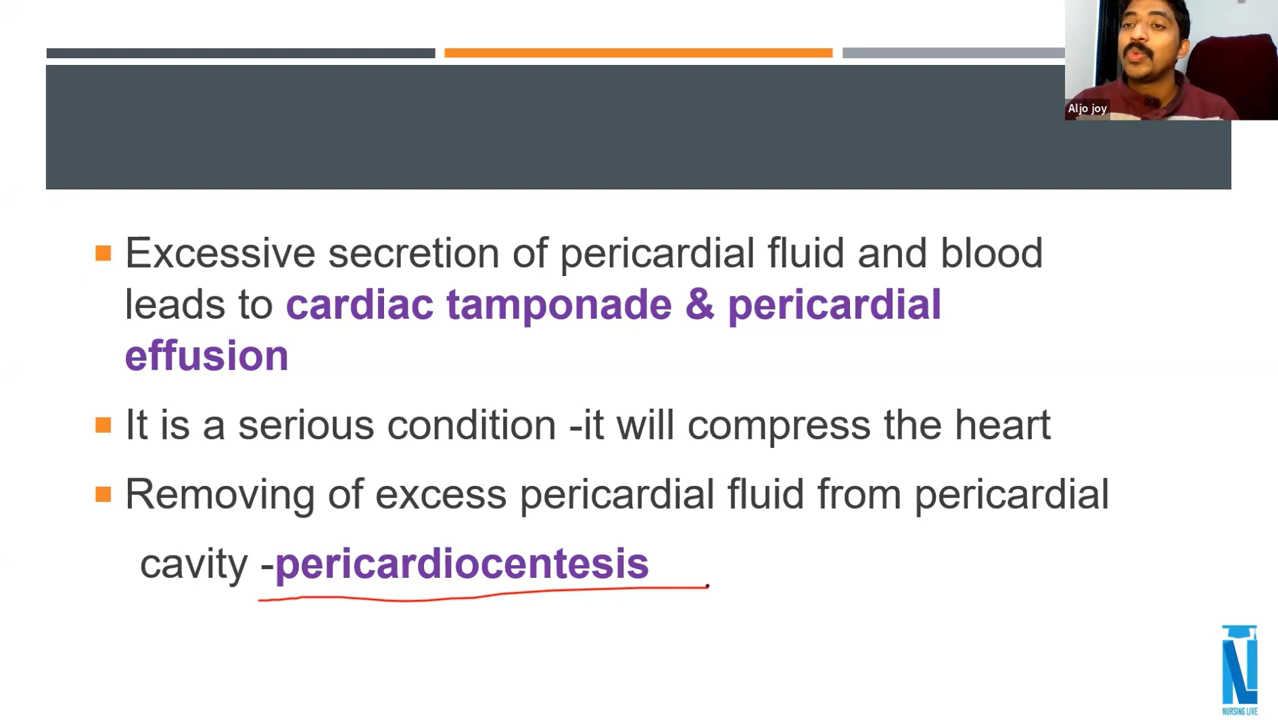 Aljo joy
Excessive secretion of pericardial fluid and blood
leads to cardiac tamponade & pericardial
effusion
It is a serious condition -it will compress the heart
Removing of excess pericardial fluid from pericardial
cavity -pericardiocentesis
NURSING LIVE